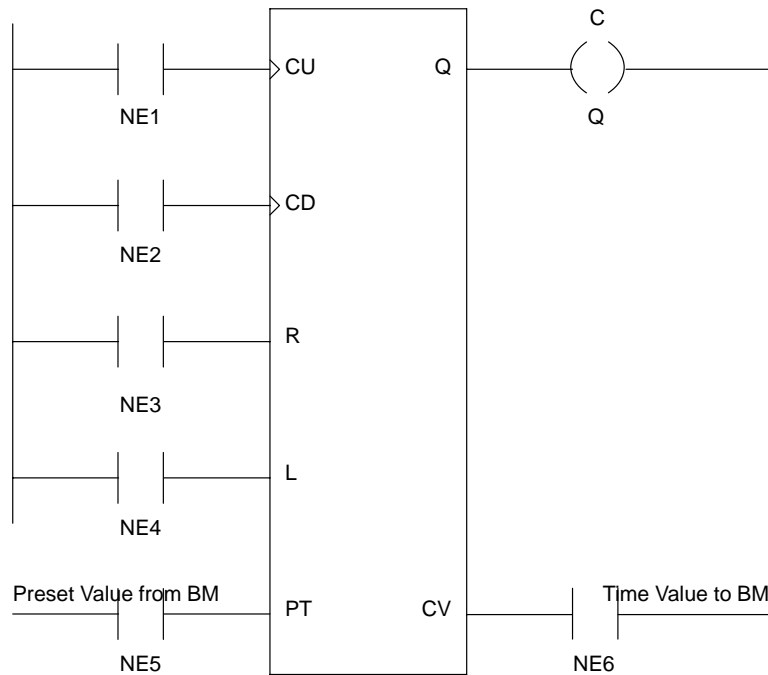 C
CU
Q
NE1
Q
CD
NE2
R
NE3
L
NE4
Preset Value from BM
Time Value to BM
PT
CV
NE5
NE6